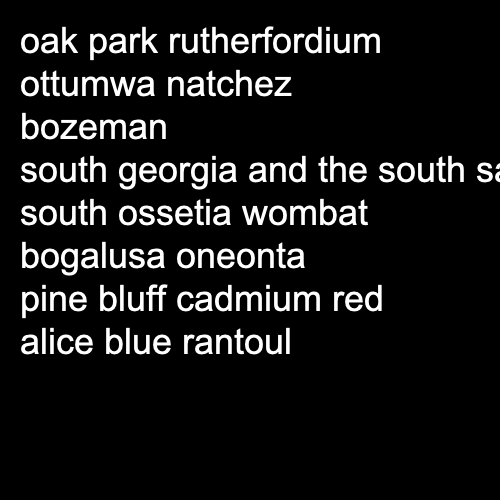 oak park rutherfordium
ottumwa natchez
bozeman
south georgia and the south
south ossetia wombat
bogalusa oneonta
pine bluff cadmium red
alice blue rantoul